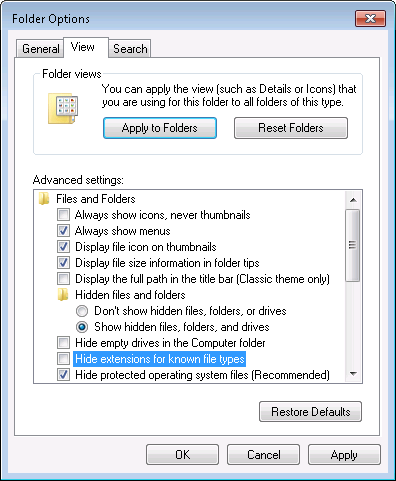 Folder Options
General
View
Search
Folder views
You can apply the view (such as Details or Icons) that
you are using for this folder to all folders of this type.
Apply to Folders
Reset Folders
Advanced settings:
Files and Folders
Always show icons, never thumbnails
Always show menus
Display file icon on thumbnails
Display file size information in folder tips
Display the full path in the title bar (Classic theme only)
Hidden files and folders
Don't show hidden files, folders, or drives
Show hidden files, folders, and drives
Hide empty drives in the Computer folder
Hide extensions for known file types
Hide protected operating system files (Recommended)
Restore Defaults
OK
Cancel
Apply